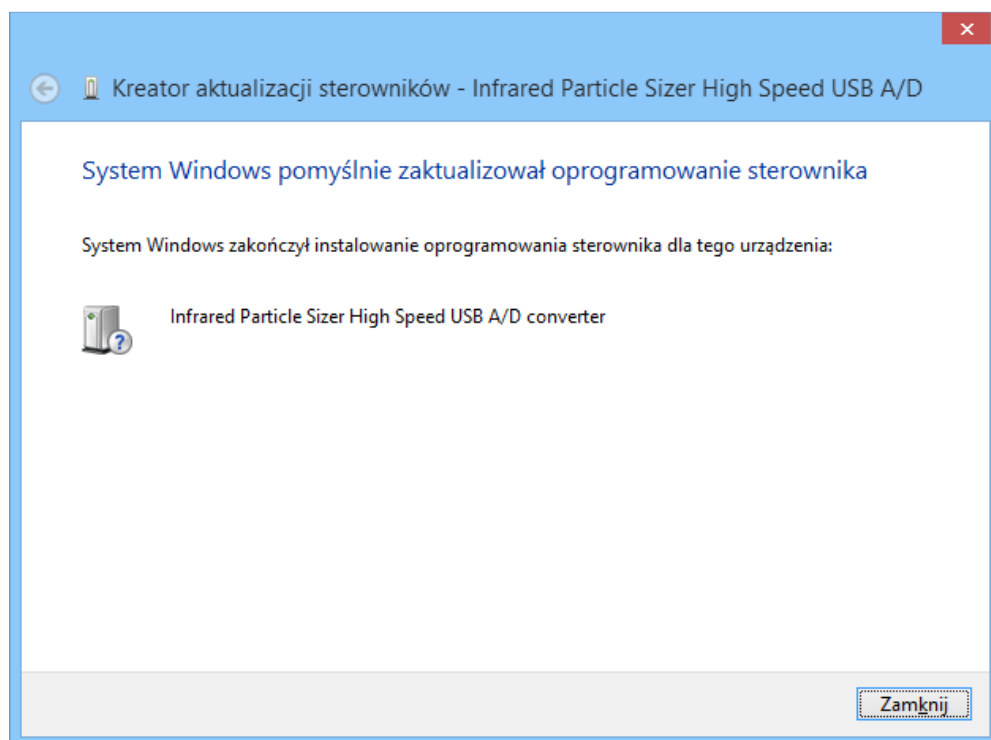 Kreator aktualizacji sterowników - Infrared Particle Sizer High Speed USB A/D
System Windows pomyślnie zaktualizował oprogramowanie sterownika
System Windows zakończył instalowanie oprogramowania sterownika dla tego urządzenia:
Infrared Particle Sizer High Speed USB A/D converter
Zamknij